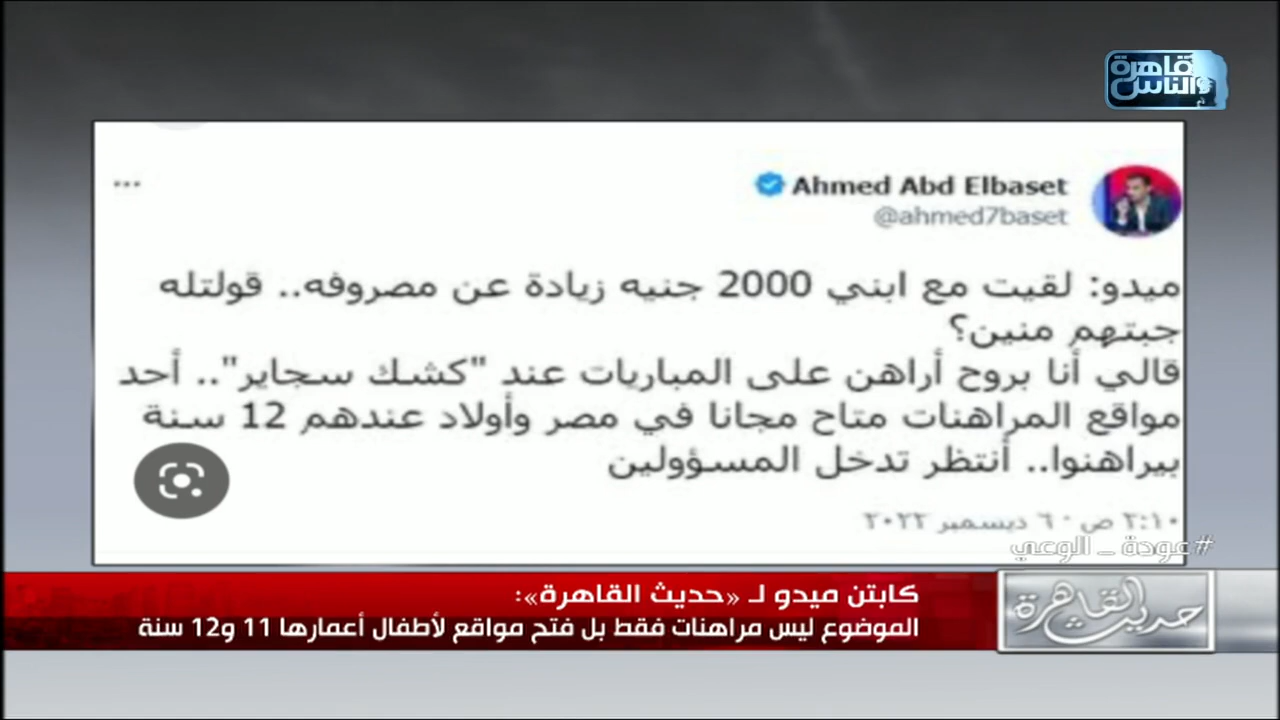 القاهرة
والناس
Ahmed Abd Elbaset
@ahmed7baset
ميدو: لقيت مع ابني 2000 جنيه زيادة عن مصروفه.. قولتله
جبتهم منين؟
قالي أنا بروح أراهن على المباريات عند "كشك سجاير".. أحد
مواقع المراهنات متاح مجانا في مصر وأولاد عندهم 12 سنة
بيراهنوا.. أنتظر تدخل المسؤولين
٣:١٠ ص · ٦ ديسمبر ٢٠٢٢
#عودة_الوعي
حديث القاهرة
كابتن ميدو لـ «حديث القاهرة»:
الموضوع ليس مراهنات فقط بل فتح مواقع لأطفال أعمارها 11 و12 سنة